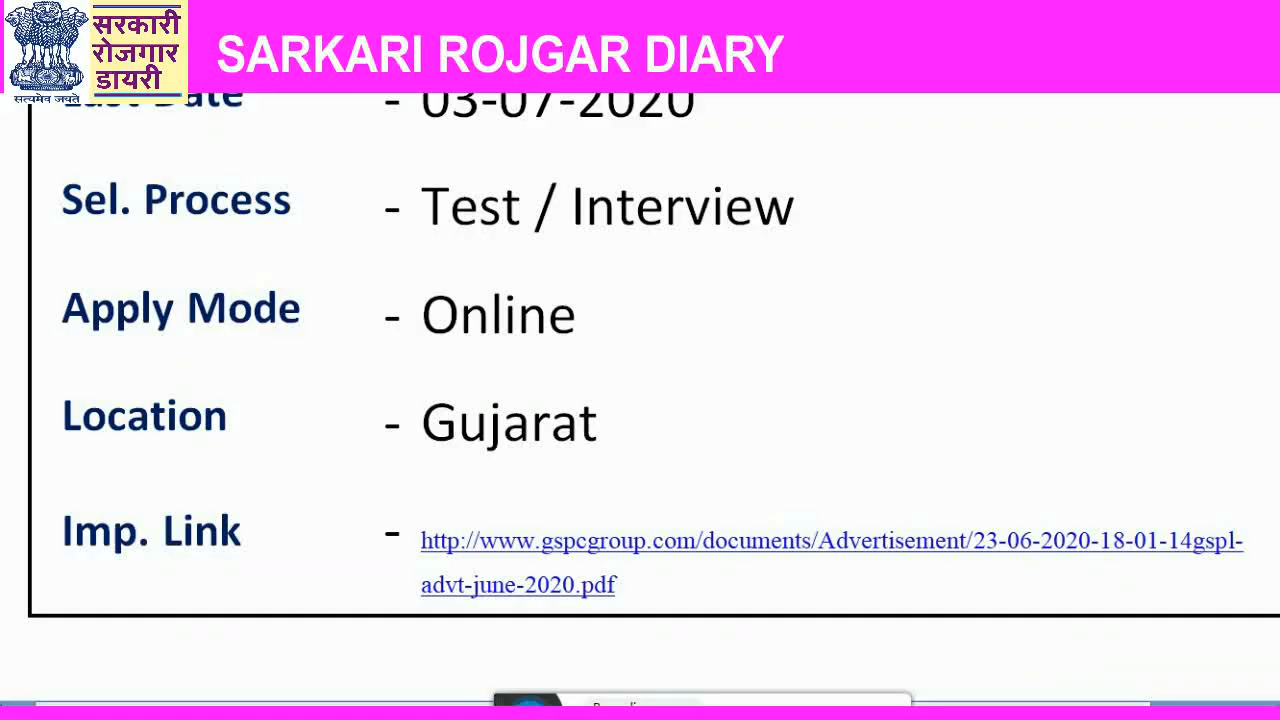 सरकारी
रोजगार
डायरी
सत्यमेव जयते
SARKARI ROJGAR DIARY
Last Date - 03-07-2020
Sel. Process - Test / Interview
Apply Mode - Online
Location - Gujarat
Imp. Link - http://www.gspcgroup.com/documents/Advertisement/23-06-2020-18-01-14gspl-
advt-june-2020.pdf